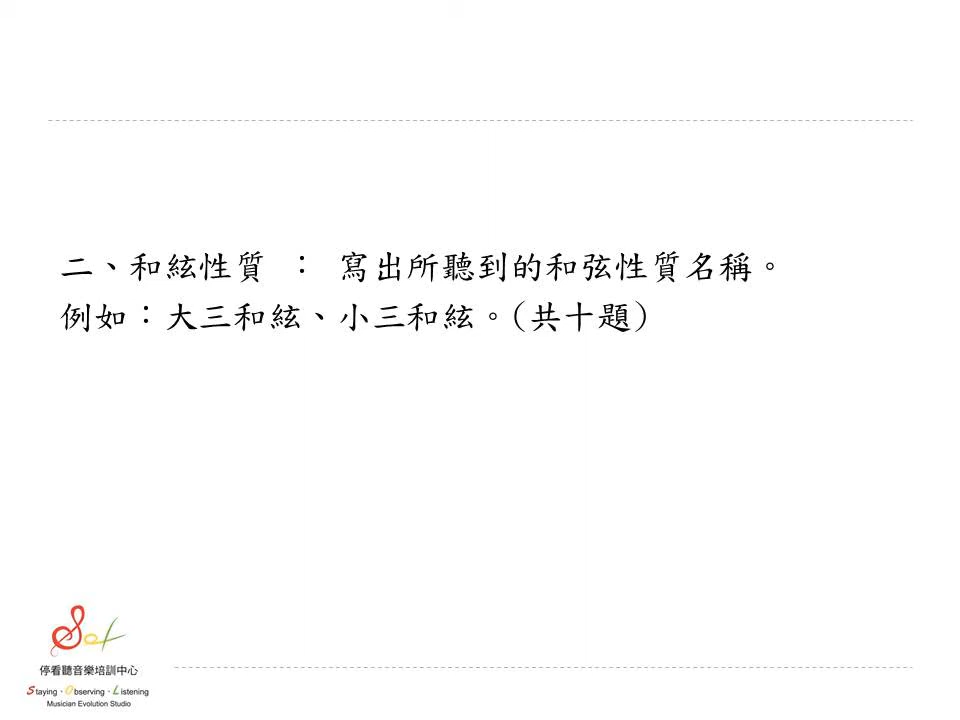 二、和絃性質 ： 寫出所聽到的和弦性質名稱。
例如：大三和絃、小三和絃。(共十題)
Sol
停看聽音樂培訓中心
Staying・Observing・Listening
Musician Evolution Studio